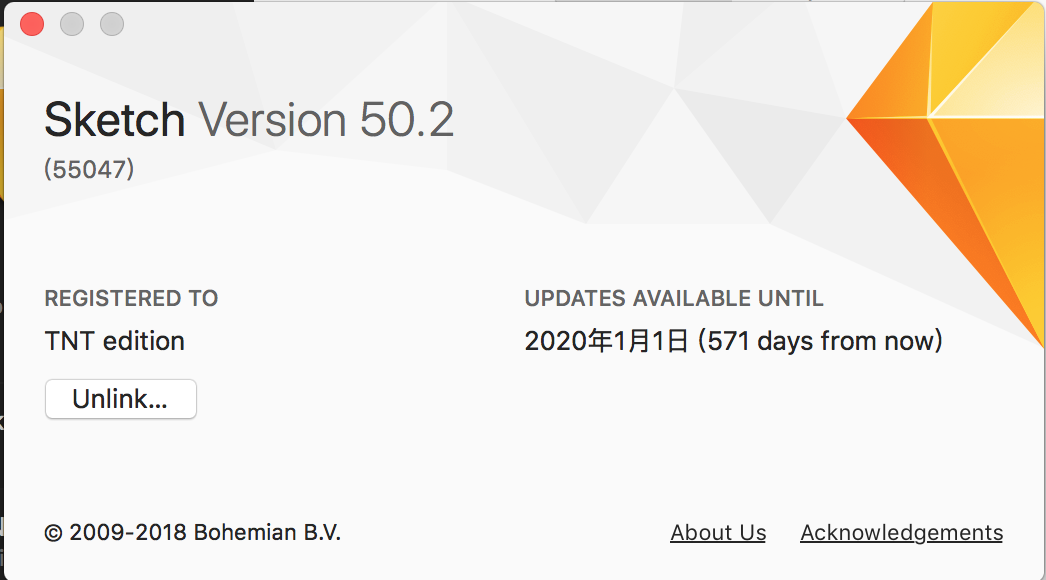 Sketch Version 50.2
(55047)
REGISTERED TO
TNT edition
Unlink...
UPDATES AVAILABLE UNTIL
2020年1月1日 (571 days from now)
© 2009-2018 Bohemian B.V.
About Us
Acknowledgements